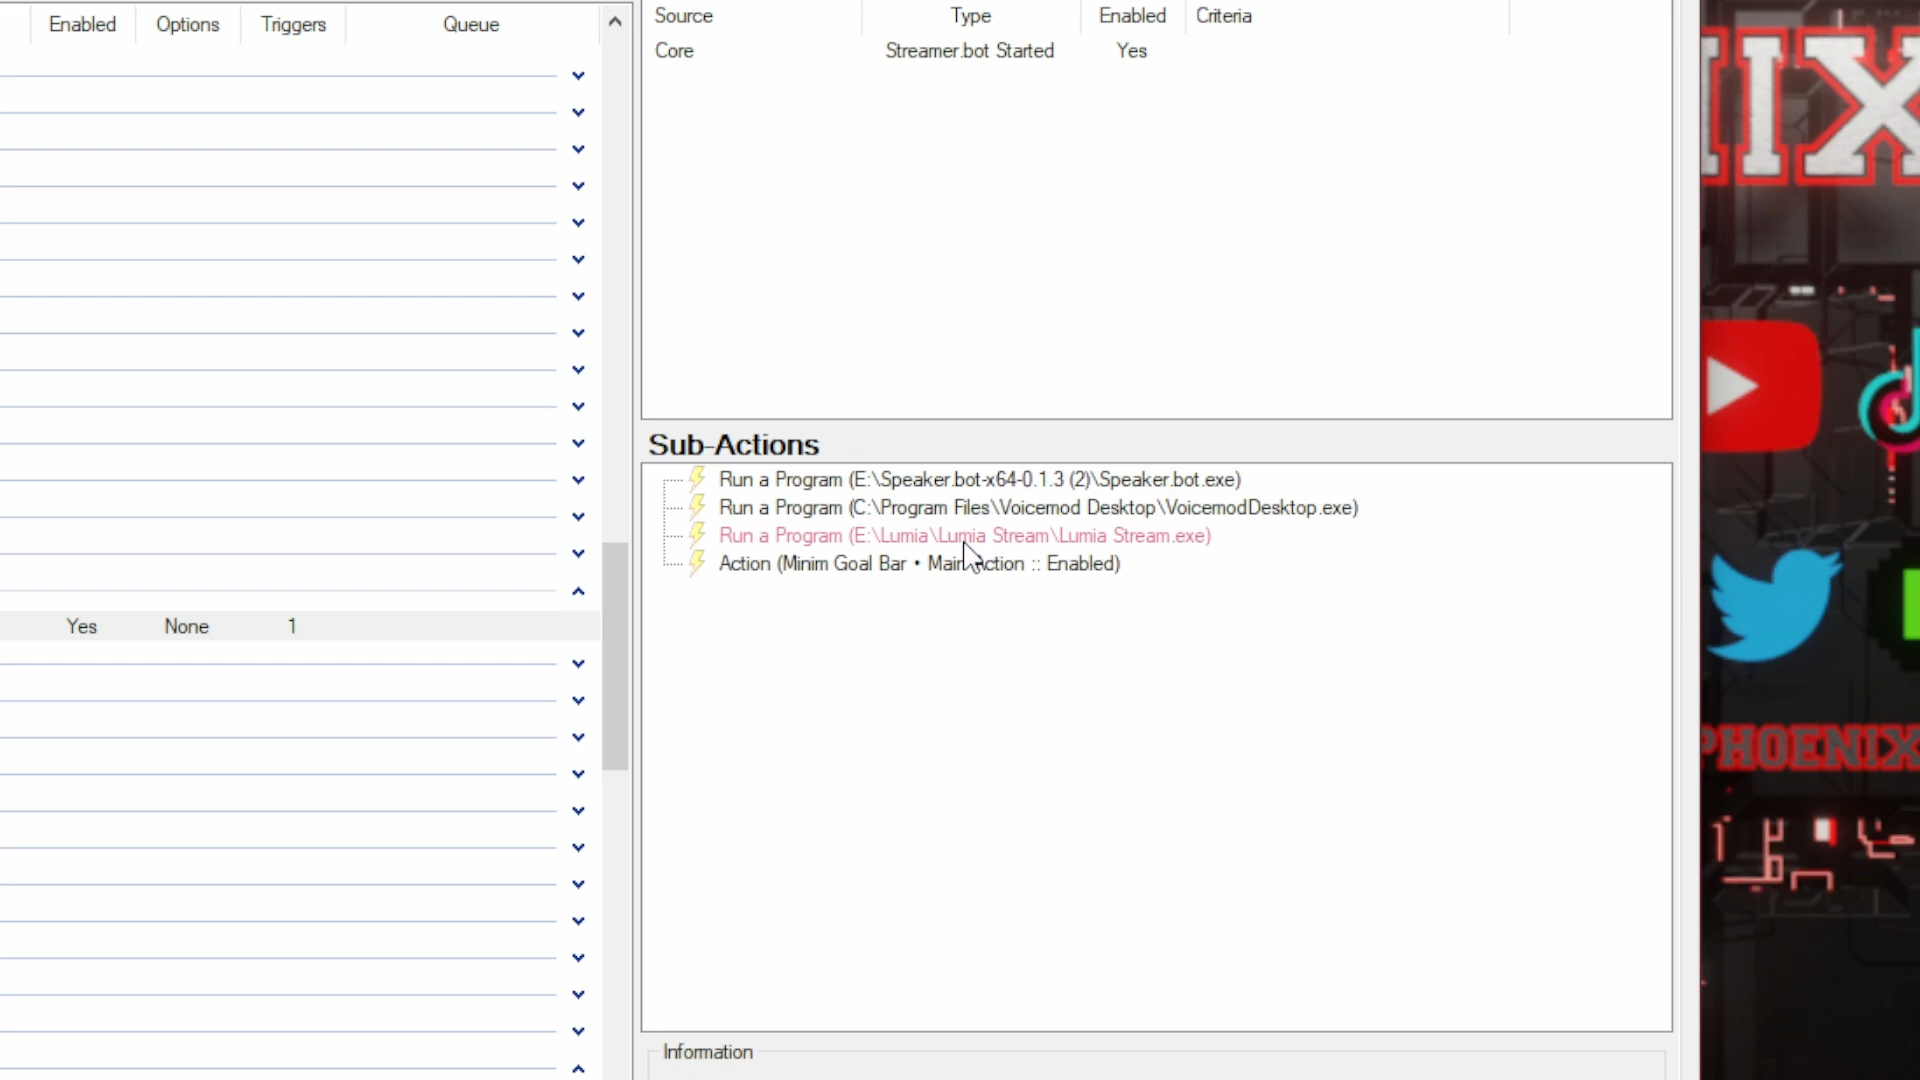 Enabled Options Triggers Queue
Yes None 1
Source Type Enabled Criteria
Core Streamer.bot Started Yes
Sub-Actions
Run a Program (E:\Speaker.bot-x64-0.1.3 (2)\Speaker.bot.exe)
Run a Program (C:\Program Files\Voicemod Desktop\VoicemodDesktop.exe)
Run a Program (E:\Lumia\Lumia Stream\Lumia Stream.exe)
Action (Minim Goal Bar • Main Action :: Enabled)
Information
IX
PHOENIX